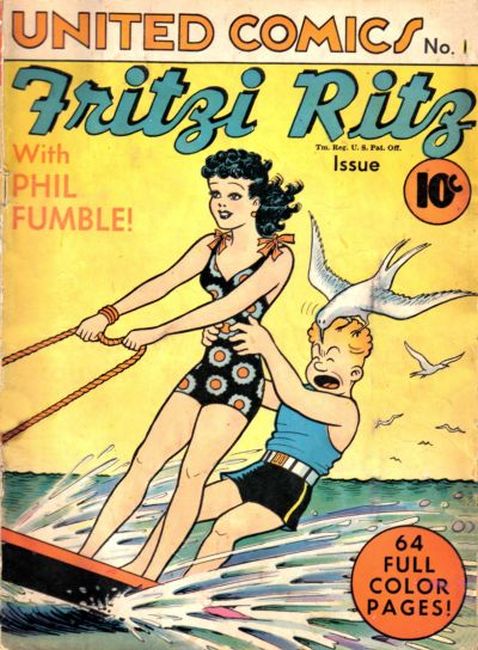 UNITED COMICS No. 1
Fritzi Ritz
Tm. Reg. U. S. Pat. Off.
With
PHIL
FUMBLE!
Issue
10¢
64
FULL
COLOR
PAGES!